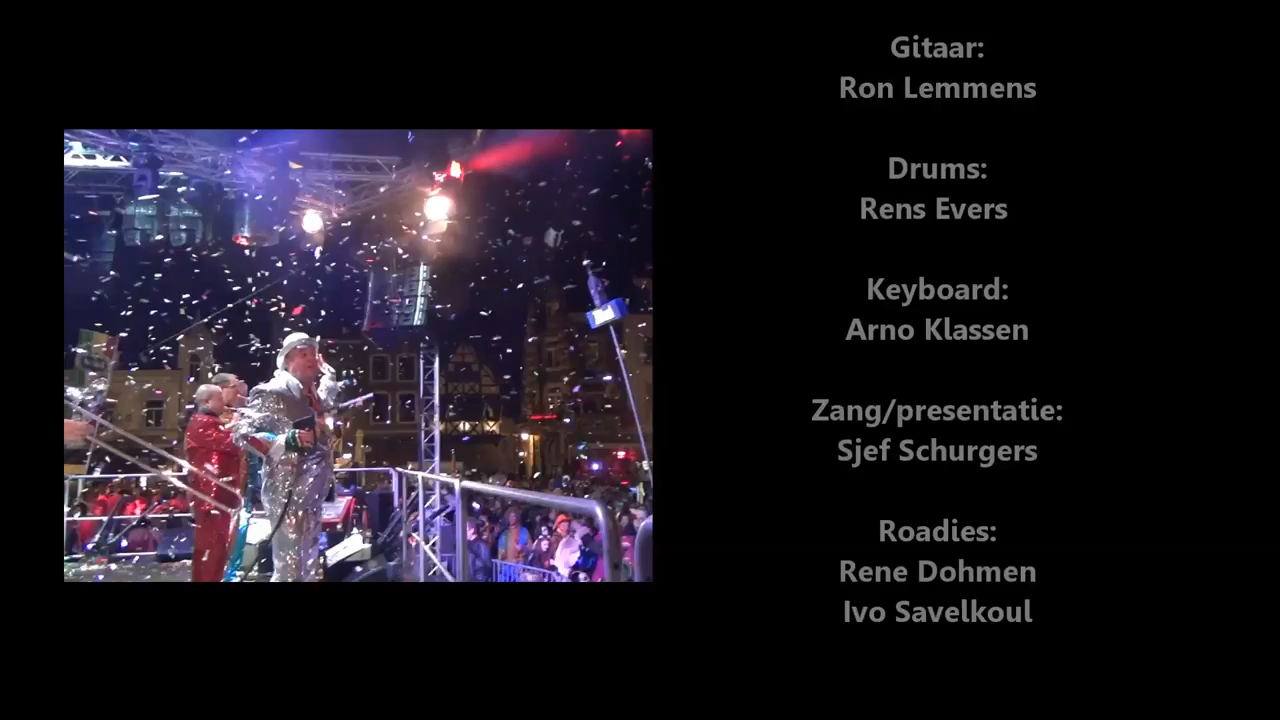 Gitaar:
Ron Lemmens
Drums:
Rens Evers
Keyboard:
Arno Klassen
Zang/presentatie:
Sjef Schurgers
Roadies:
Rene Dohmen
Ivo Savelkoul